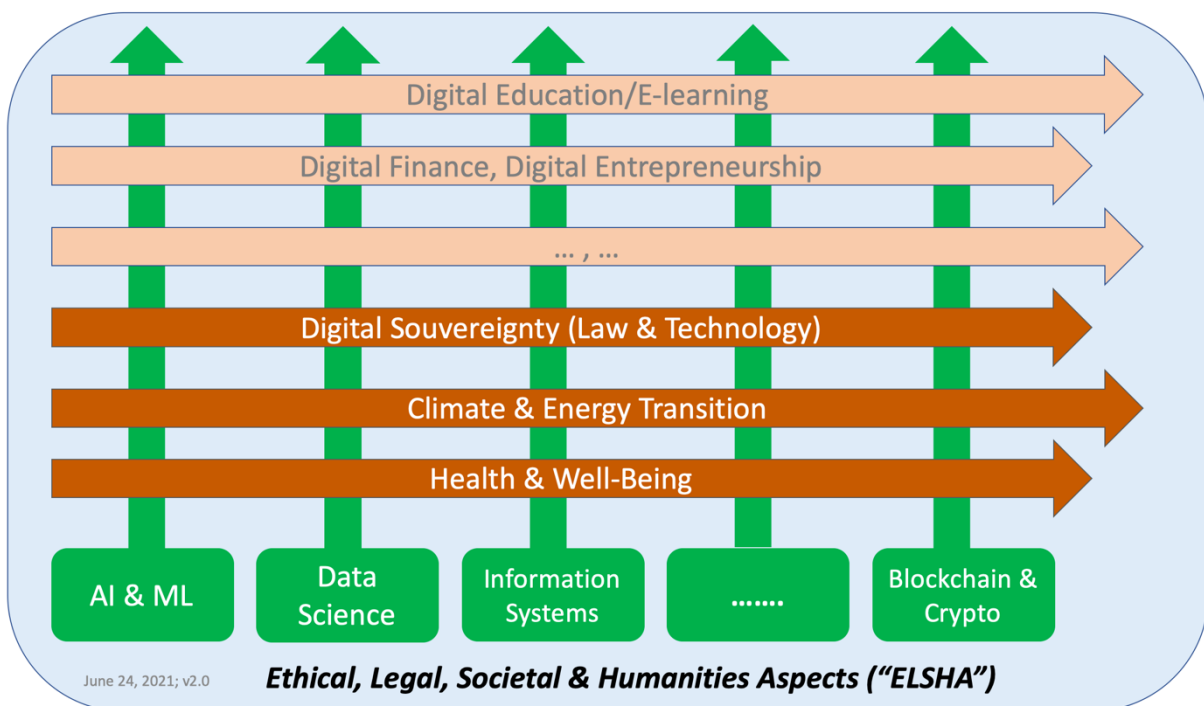 Digital Education/E-learning
Digital Finance, Digital Entrepreneurship
... , ...
Digital Souvereignty (Law & Technology)
Climate & Energy Transition
Health & Well-Being
AI & ML
Data
Science
Information
Systems
.......
Blockchain &
Crypto
June 24, 2021; v2.0
Ethical, Legal, Societal & Humanities Aspects (“ELSHA”)